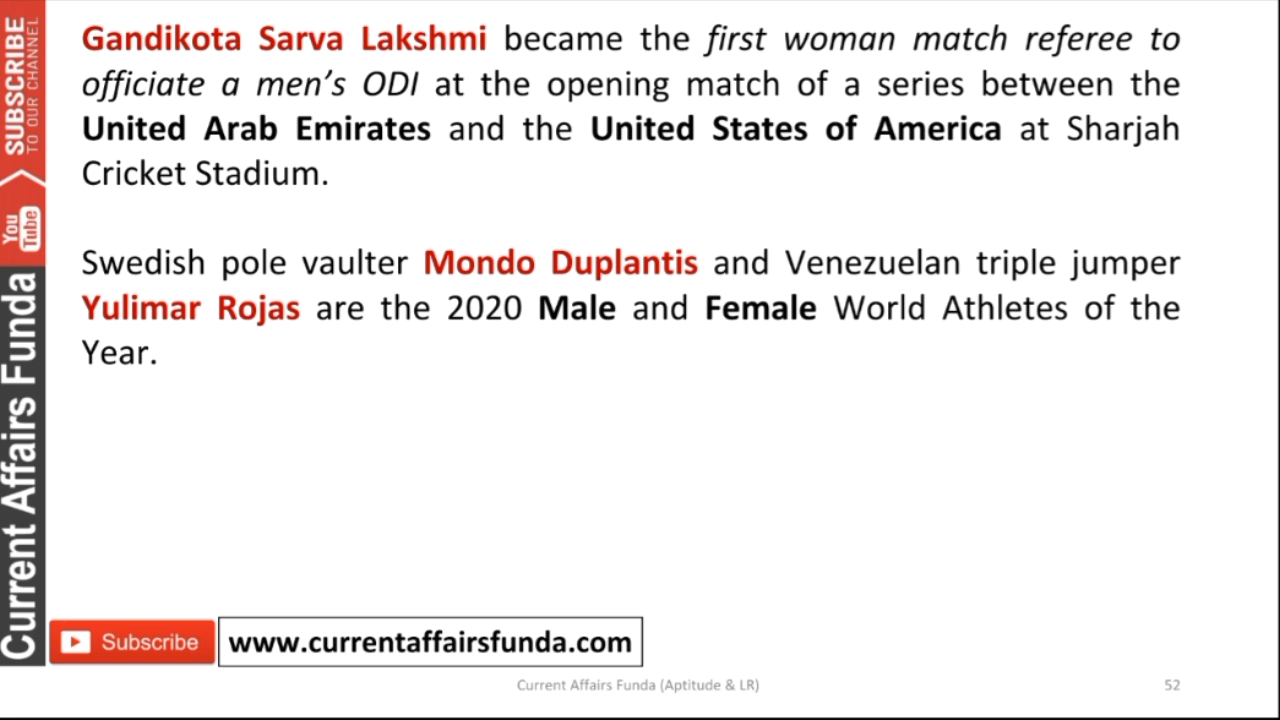 Gandikota Sarva Lakshmi became the first woman match referee to
officiate a men's ODI at the opening match of a series between the
United Arab Emirates and the United States of America at Sharjah
Cricket Stadium.
Swedish pole vaulter Mondo Duplantis and Venezuelan triple jumper
Yulimar Rojas are the 2020 Male and Female World Athletes of the
Year.
SUBSCRIBE
TO OUR CHANNEL
You
Tube
Current Affairs Funda
Subscribe
www.currentaffairsfunda.com
Current Affairs Funda (Aptitude & LR)
52